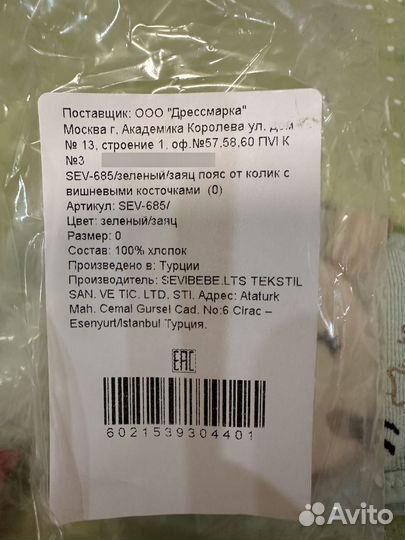 Поставщик: ООО "Дрессмарка"
Москва г, Академика Королева ул, дом
№ 13, строение 1, оф.№57,58,60 ПVI К
№3
SEV-685/зеленый/заяц пояс от колик с
вишневыми косточками (0)
Артикул: SEV-685/
Цвет: зеленый/заяц
Размер: 0
Состав: 100% хлопок
Произведено в: Турции
Производитель: SEVIBEBE.LTS TEKSTIL
SAN. VE TIC. LTD. STI. Адрес: Ataturk
Mah. Cemal Gursel Cad. No:6 Cirac –
Esenyurt/Istanbul Турция.
EAC
6021539304401
Avito